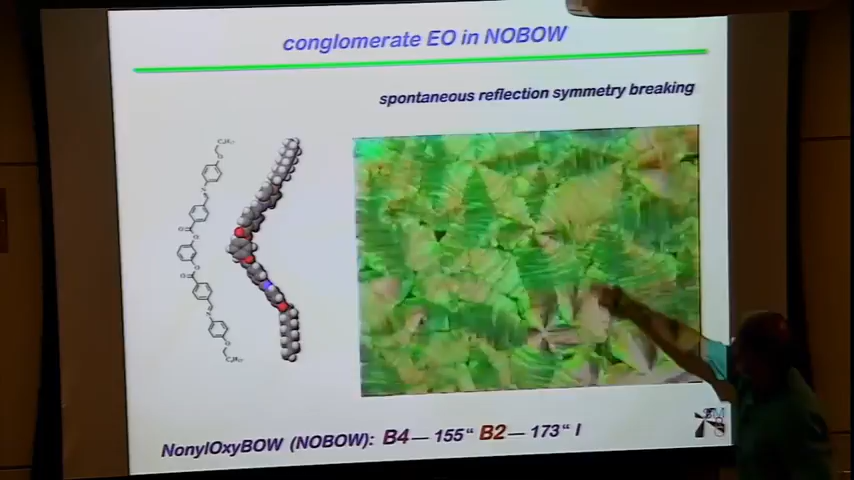 conglomerate EO in NOBOW
spontaneous reflection symmetry breaking
NonylOxyBOW (NOBOW): B4— 155° B2— 173° I